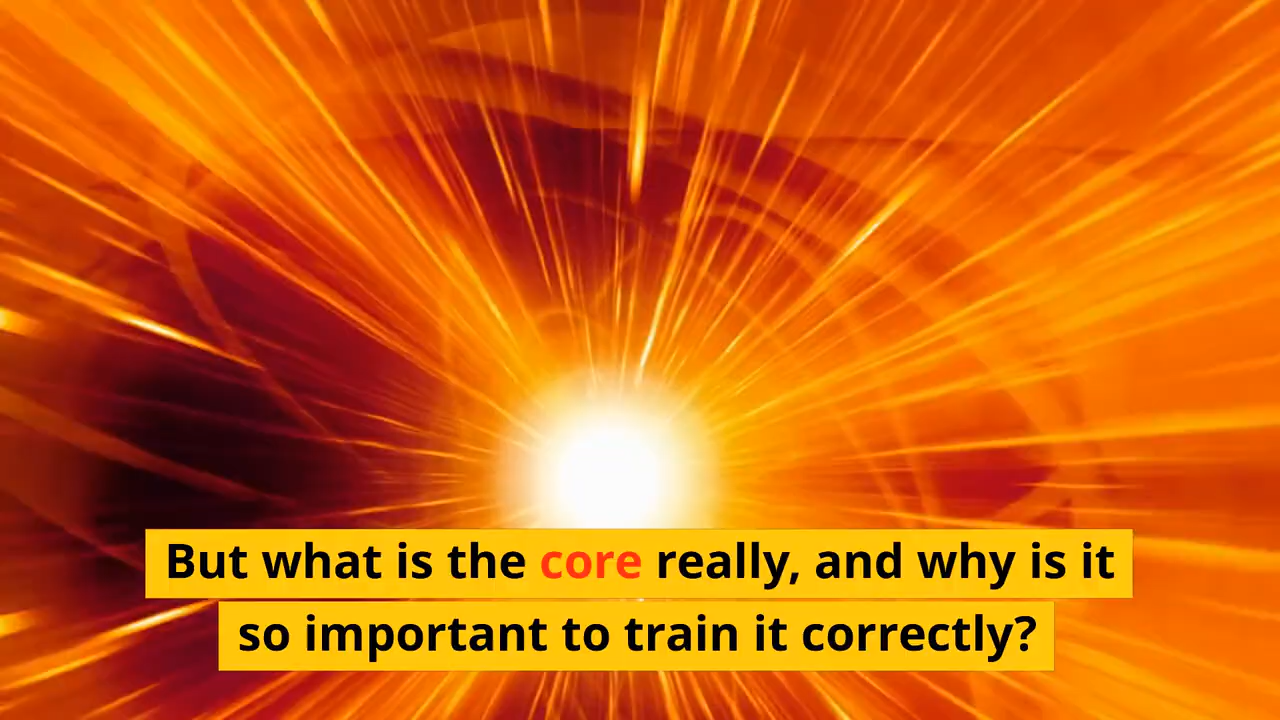 But what is the core really, and why is it
so important to train it correctly?